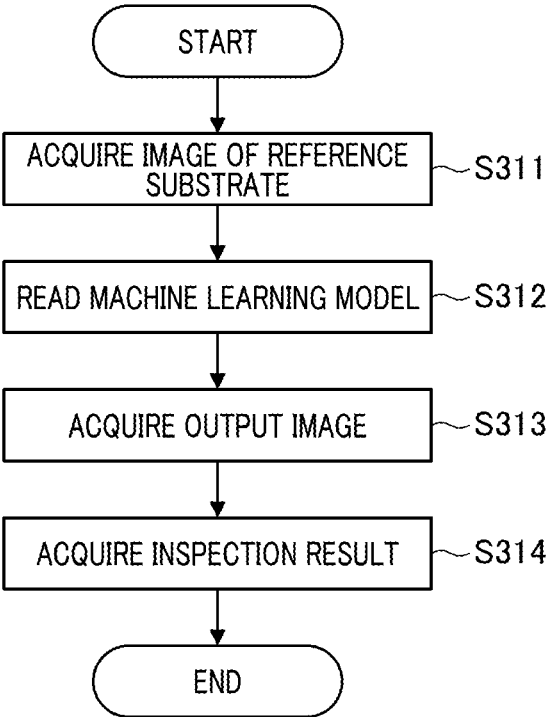 START
ACQUIRE IMAGE OF REFERENCE
SUBSTRATE
S311
READ MACHINE LEARNING MODEL
S312
ACQUIRE OUTPUT IMAGE
S313
ACQUIRE INSPECTION RESULT
S314
END